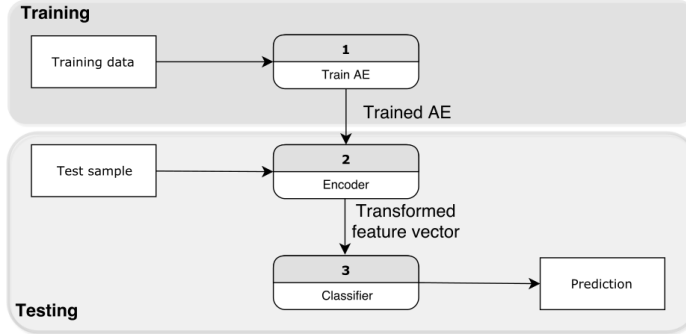 Training
Training data
1
Train AE
Trained AE
Test sample
2
Encoder
Transformed
feature vector
3
Classifier
Prediction
Testing